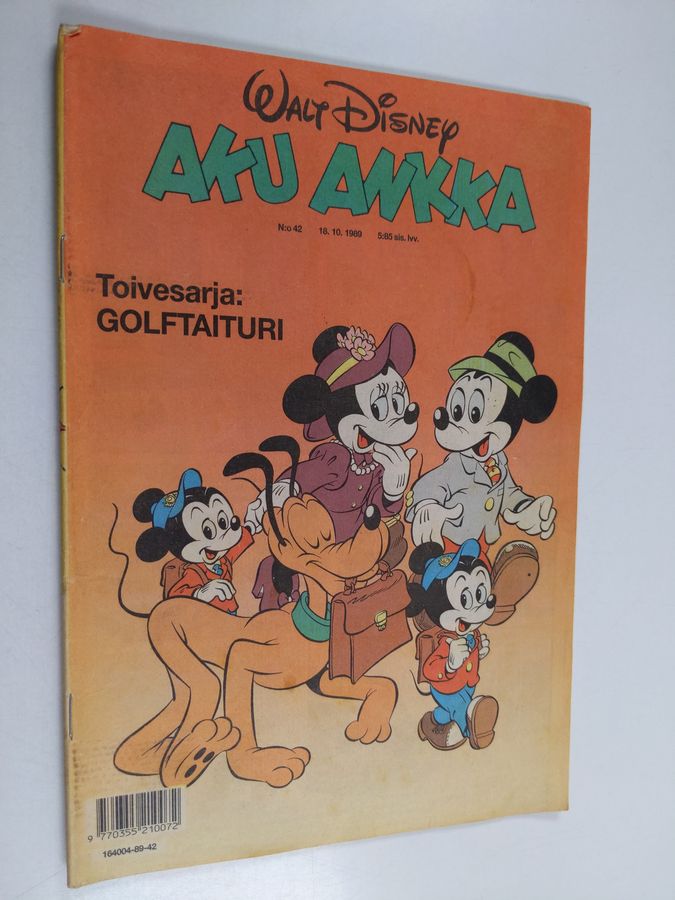 WALT DISNEY
AKU ANKKA
N:o 42 18. 10. 1989 5:85 sis. lvv.
Toivesarja:
GOLFTAITURI
9 770355 210072
164004-89-42